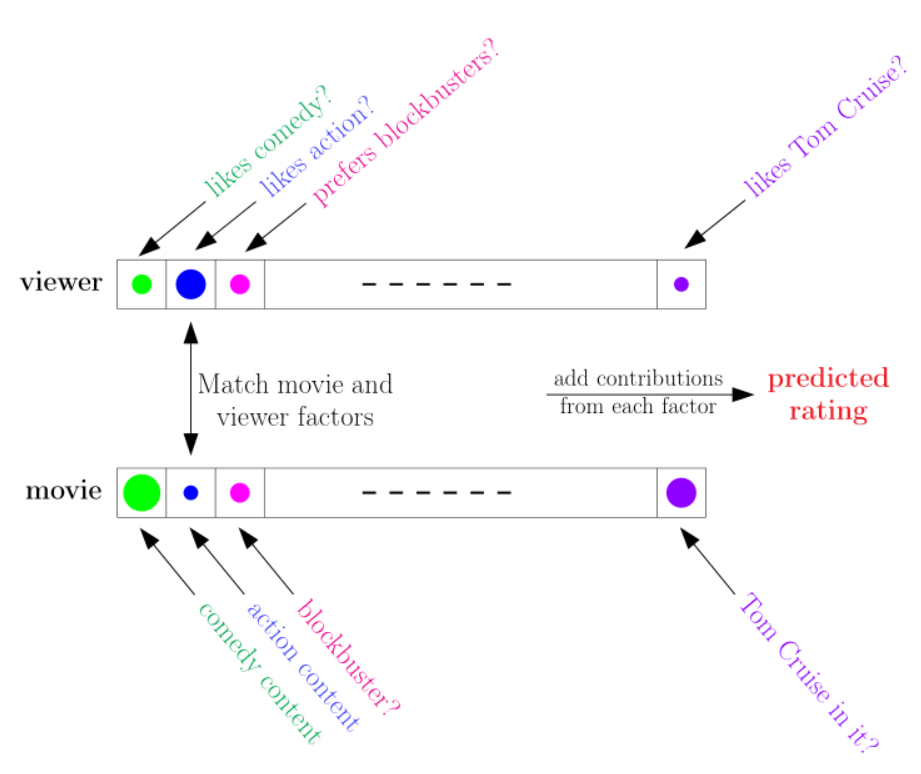 likes comedy?
likes action?
prefers blockbusters?
likes Tom Cruise?
viewer
Match movie and
viewer factors
add contributions
from each factor
predicted
rating
movie
comedy content
action content
blockbuster?
Tom Cruise in it?